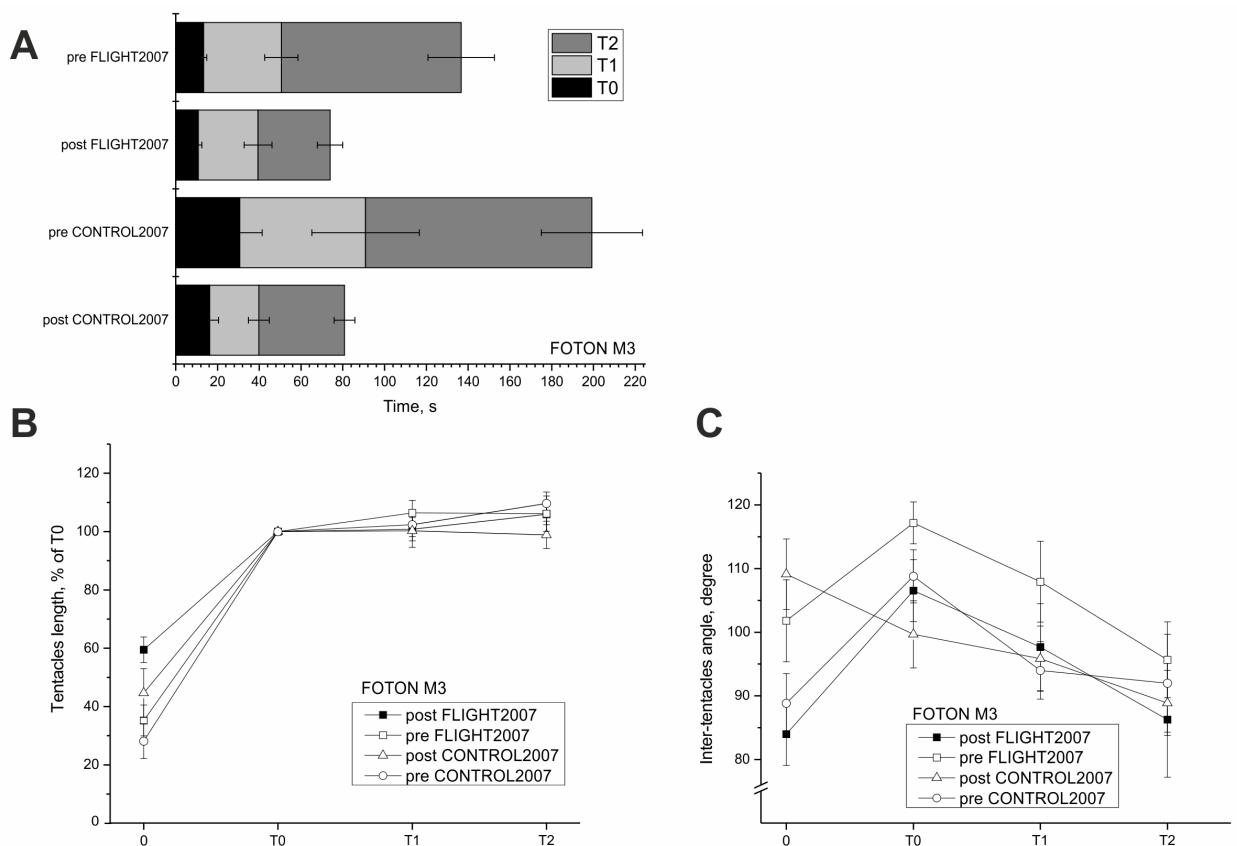 A
pre FLIGHT2007
post FLIGHT2007
pre CONTROL2007
post CONTROL2007
T2
T1
T0
FOTON M3
0 20 40 60 80 100 120 140 160 180 200 220
Time, s
B
Tentacles length, % of T0
120
100
80
60
40
20
0
FOTON M3
post FLIGHT2007
pre FLIGHT2007
post CONTROL2007
pre CONTROL2007
0 T0 T1 T2
C
Inter-tentacles angle, degree
120
110
100
90
80
FOTON M3
post FLIGHT2007
pre FLIGHT2007
post CONTROL2007
pre CONTROL2007
0 T0 T1 T2